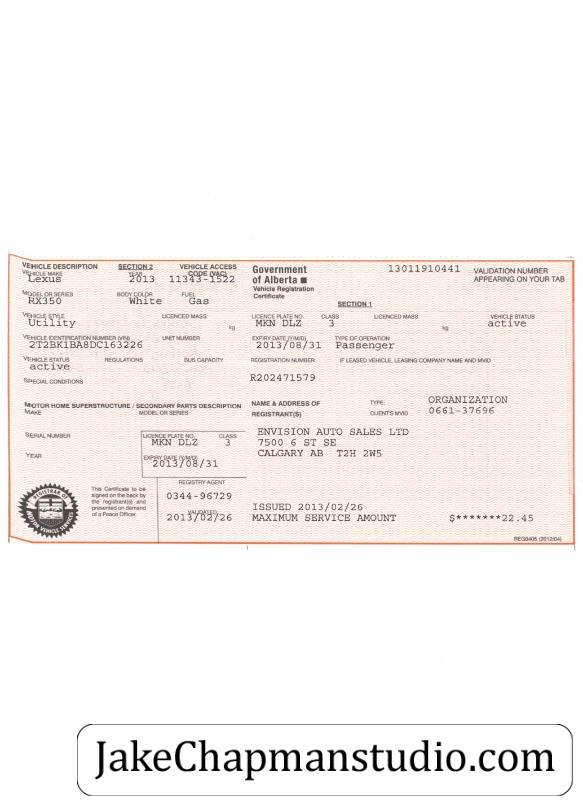 VEHICLE DESCRIPTION SECTION 2 VEHICLE ACCESS CODE (VAC)
VEHICLE MAKE YEAR
Lexus 2013 11343-1522
MODEL OR SERIES BODY COLOR FUEL
RX350 White Gas
VEHICLE STYLE LICENCED MASS
Utility kg
VEHICLE IDENTIFICATION NUMBER (VIN) UNIT NUMBER
2T2BK1BA8DC163226
VEHICLE STATUS REGULATIONS BUS CAPACITY
active
SPECIAL CONDITIONS
MOTOR HOME SUPERSTRUCTURE / SECONDARY PARTS DESCRIPTION
MAKE MODEL OR SERIES
SERIAL NUMBER
YEAR
LICENCE PLATE NO. CLASS
MKN DLZ 3
EXPIRY DATE (Y/M/D)
2013/08/31
REGISTRAR OF MOTOR VEHICLE SERVICES
This Certificate to be
signed on the back by
the registrant(s) and
presented on demand
of a Peace Officer.
REGISTRY AGENT
0344-96729
VALIDATED
2013/02/26
Government
of Alberta
Vehicle Registration
Certificate
13011910441
VALIDATION NUMBER
APPEARING ON YOUR TAB
SECTION 1
LICENCE PLATE NO. CLASS LICENCED MASS VEHICLE STATUS
MKN DLZ 3 kg active
EXPIRY DATE (Y/M/D) TYPE OF OPERATION
2013/08/31 Passenger
REGISTRATION NUMBER IF LEASED VEHICLE, LEASING COMPANY NAME AND MVID
R202471579
NAME & ADDRESS OF TYPE: ORGANIZATION
REGISTRANT(S) CLIENT'S MVID 0661-37696
ENVISION AUTO SALES LTD
7500 6 ST SE
CALGARY AB T2H 2W5
ISSUED 2013/02/26
MAXIMUM SERVICE AMOUNT $*******22.45
REG0405 (2012/04)
JakeChapmanstudio.com